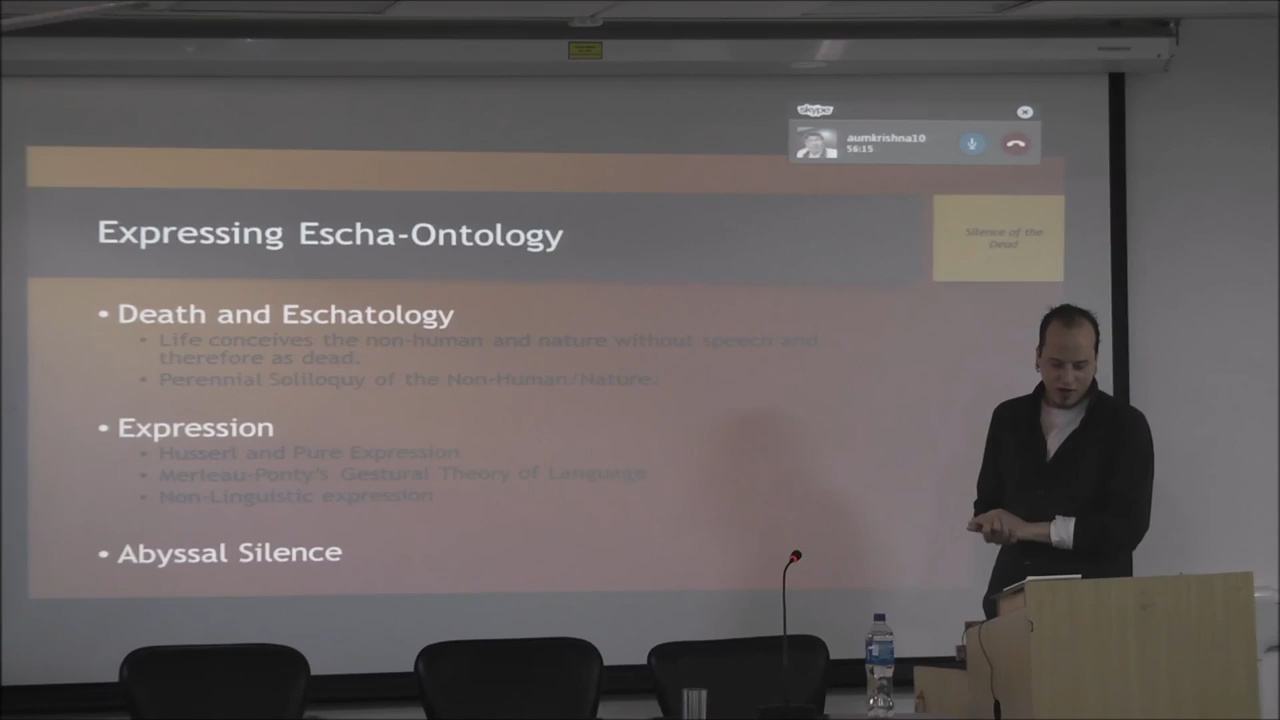 skype
aumkrishna10
56:15
Expressing Escha-Ontology
Silence of the
Dead
• Death and Eschatology
• Life conceives the non-human and nature without speech and
therefore as dead.
• Perennial Soliloquy of the Non-Human/Nature.
• Expression
• Husserl and Pure Expression
• Merleau-Ponty's Gestural Theory of Language
• Non-Linguistic expression
• Abyssal Silence